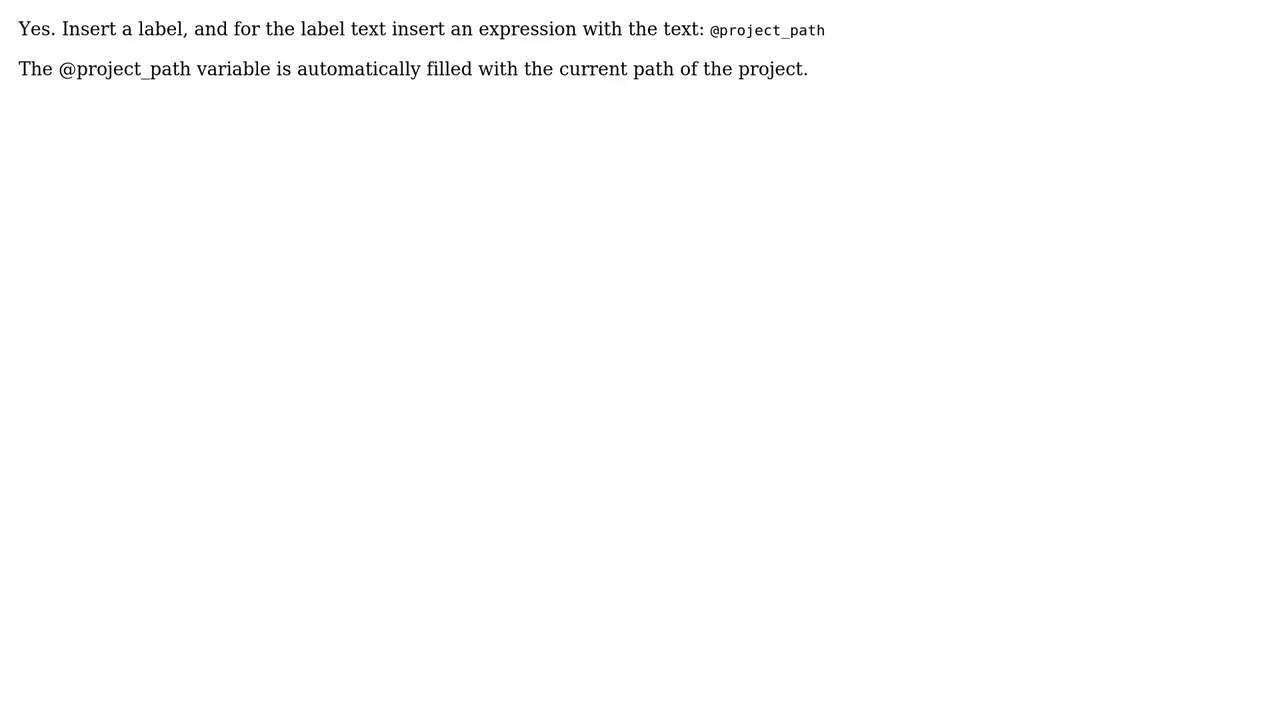 Yes. Insert a label, and for the label text insert an expression with the text: @project_path
The @project_path variable is automatically filled with the current path of the project.